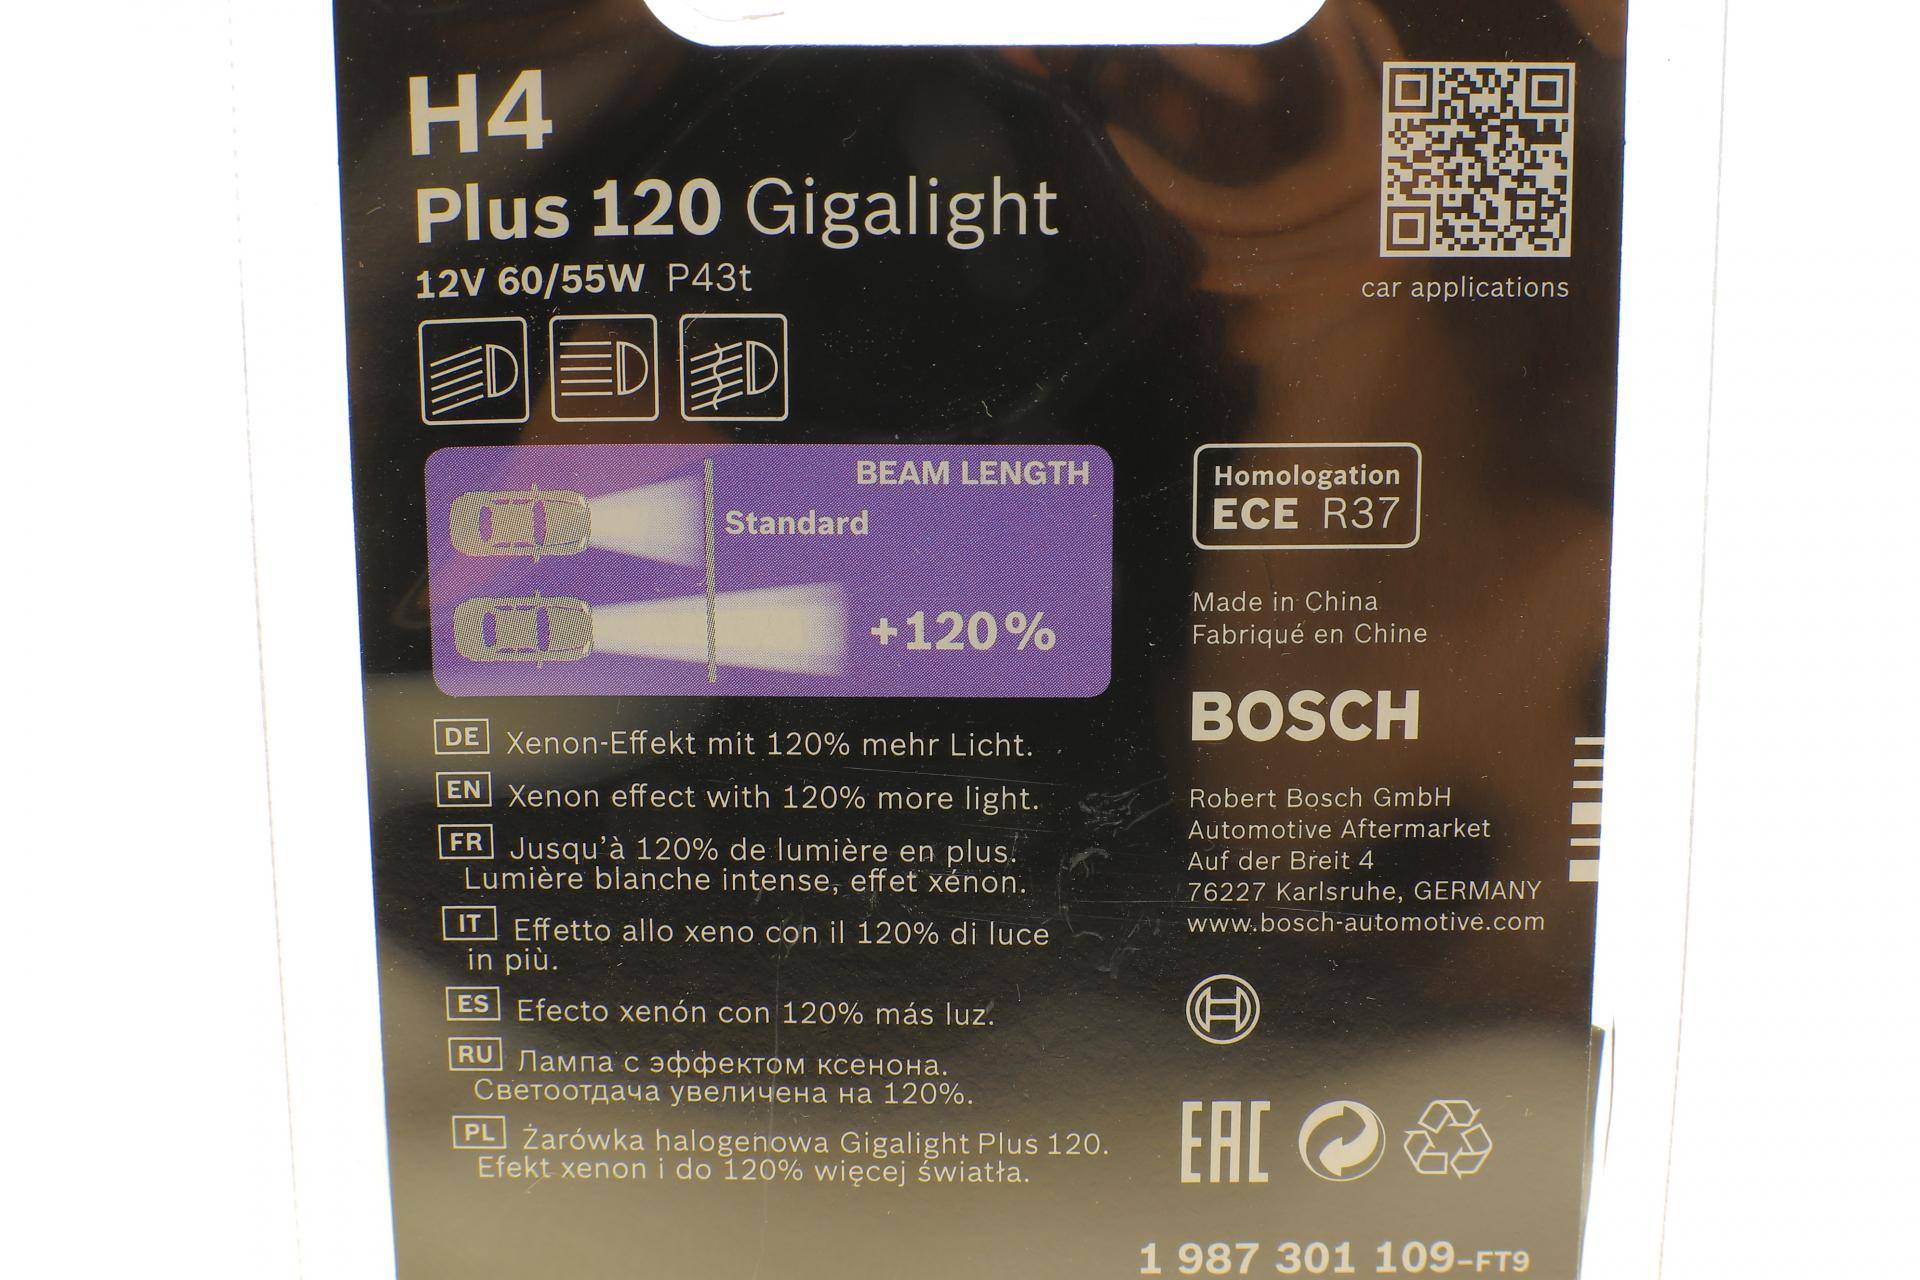 H4
Plus 120 Gigalight
12V 60/55W P43t
car applications
BEAM LENGTH
Standard
+120%
Homologation
ECE R37
Made in China
Fabriqué en Chine
BOSCH
Robert Bosch GmbH
Automotive Aftermarket
Auf der Breit 4
76227 Karlsruhe, GERMANY
www.bosch-automotive.com
DE Xenon-Effekt mit 120% mehr Licht.
EN Xenon effect with 120% more light.
FR Jusqu'à 120% de lumière en plus.
Lumière blanche intense, effet xénon.
IT Effetto allo xeno con il 120% di luce
in più.
ES Efecto xenón con 120% más luz.
RU Лампа с эффектом ксенона.
Светоотдача увеличена на 120%.
PL Żarówka halogenowa Gigalight Plus 120.
Efekt xenon i do 120% więcej światła.
EAC
1 987 301 109-FT9